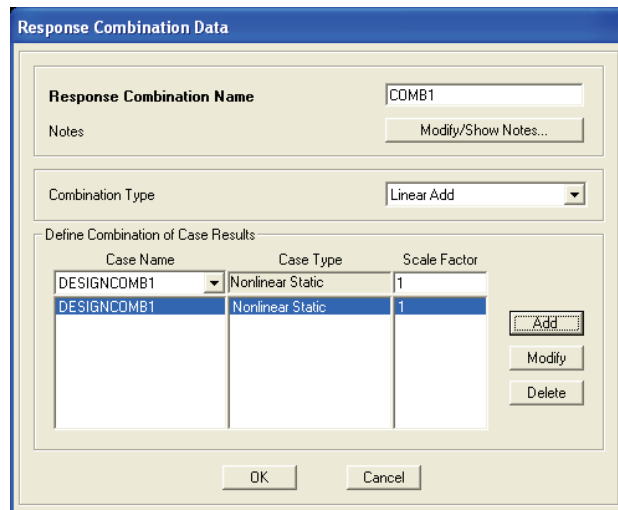 Response Combination Data
Response Combination Name COMB1
Notes Modify/Show Notes...
Combination Type Linear Add
Define Combination of Case Results
Case Name Case Type Scale Factor
DESIGNCOMB1 Nonlinear Static 1
DESIGNCOMB1 Nonlinear Static 1
Add
Modify
Delete
OK Cancel